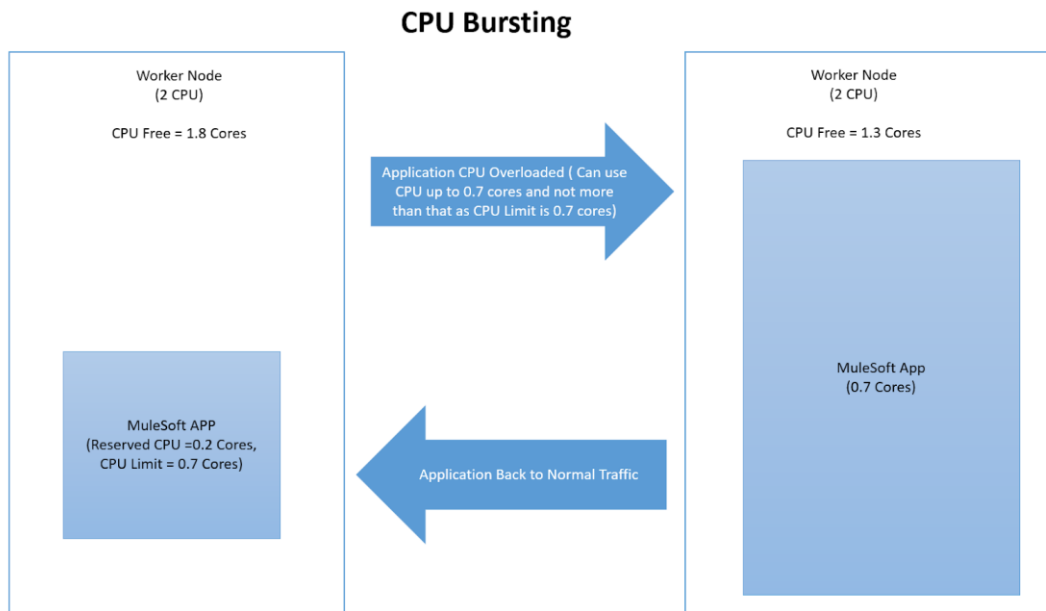 CPU Bursting
Worker Node
(2 CPU)
CPU Free = 1.8 Cores
MuleSoft APP
(Reserved CPU =0.2 Cores,
CPU Limit = 0.7 Cores)
Application CPU Overloaded ( Can use
CPU up to 0.7 cores and not more
than that as CPU Limit is 0.7 cores)
Application Back to Normal Traffic
Worker Node
(2 CPU)
CPU Free = 1.3 Cores
MuleSoft App
(0.7 Cores)